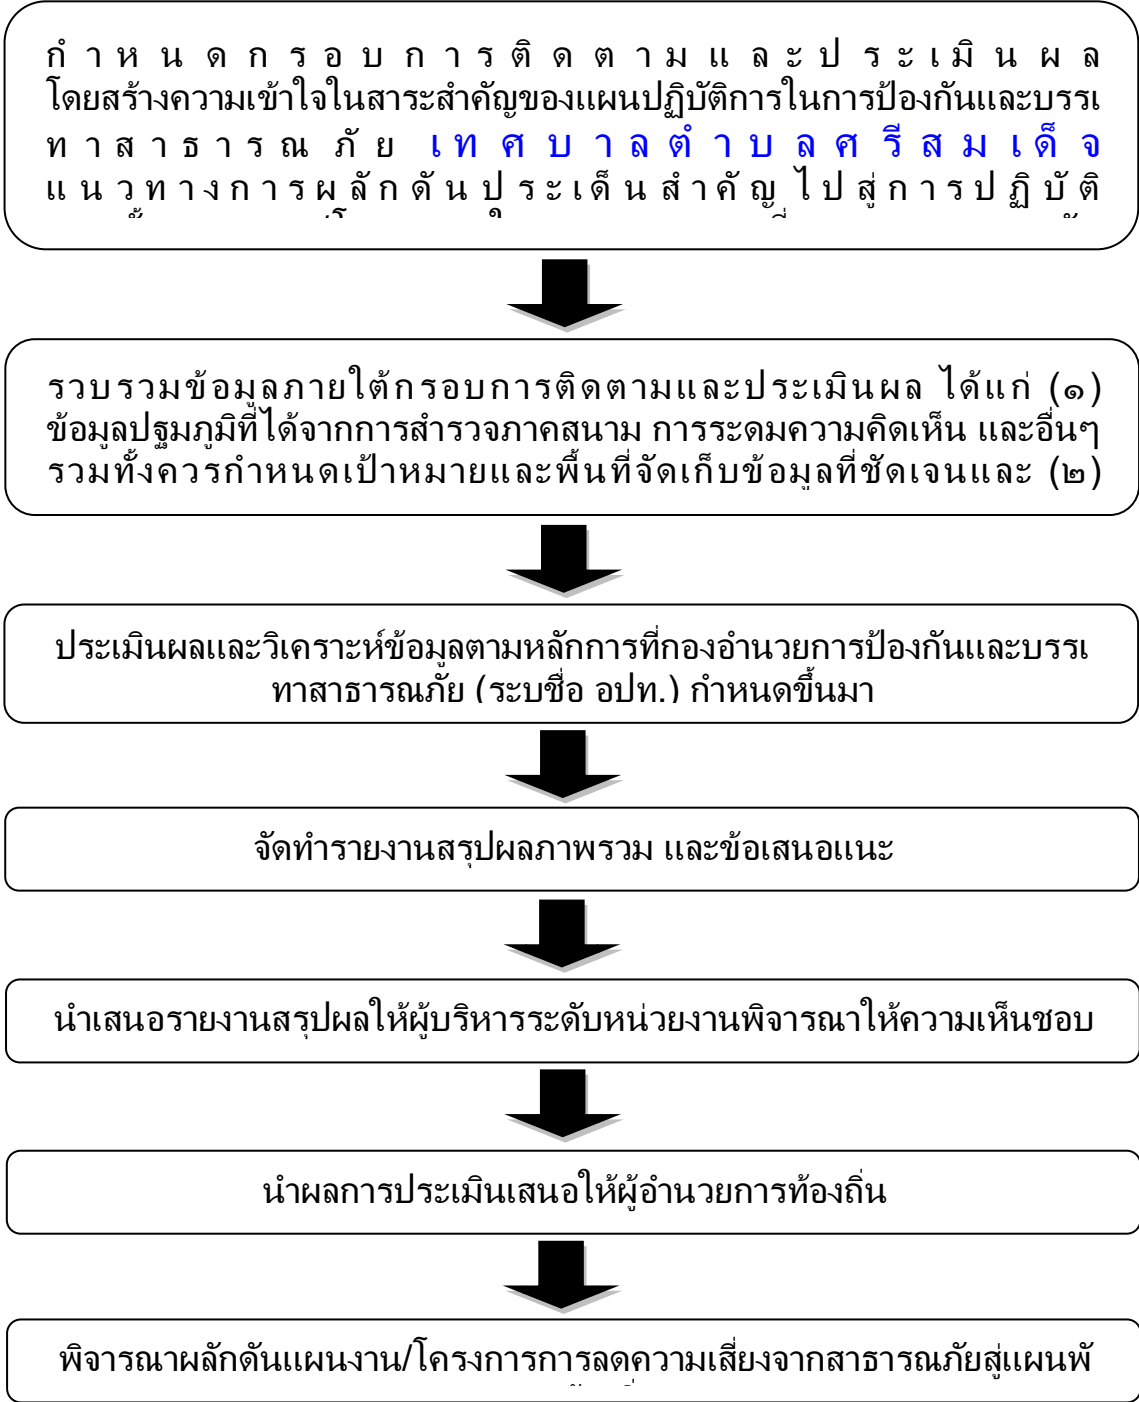 กำหนดกรอบการติดตามและประเมินผล
โดยสร้างความเข้าใจในสาระสำคัญของแผนปฏิบัติการในการป้องกันและบรรเ
ทาสาธารณภัย เทศบาลตำบลศรีสมเด็จ
แนวทางการผลักดันประเด็นสำคัญไปสู่การปฏิบัติ
รวบรวมข้อมูลภายใต้กรอบการติดตามและประเมินผล ได้แก่ (๑)
ข้อมูลปฐมภูมิที่ได้จากการสำรวจภาคสนาม การระดมความคิดเห็น และอื่นๆ
รวมทั้งควรกำหนดเป้าหมายและพื้นที่จัดเก็บข้อมูลที่ชัดเจนและ (๒)
ประเมินผลและวิเคราะห์ข้อมูลตามหลักการที่กองอำนวยการป้องกันและบรรเ
ทาสาธารณภัย (ระบุชื่อ อปท.) กำหนดขึ้นมา
จัดทำรายงานสรุปผลภาพรวม และข้อเสนอแนะ
นำเสนอรายงานสรุปผลให้ผู้บริหารระดับหน่วยงานพิจารณาให้ความเห็นชอบ
นำผลการประเมินเสนอให้ผู้อำนวยการท้องถิ่น
พิจารณาผลักดันแผนงาน/โครงการการลดความเสี่ยงจากสาธารณภัยสู่แผนพั